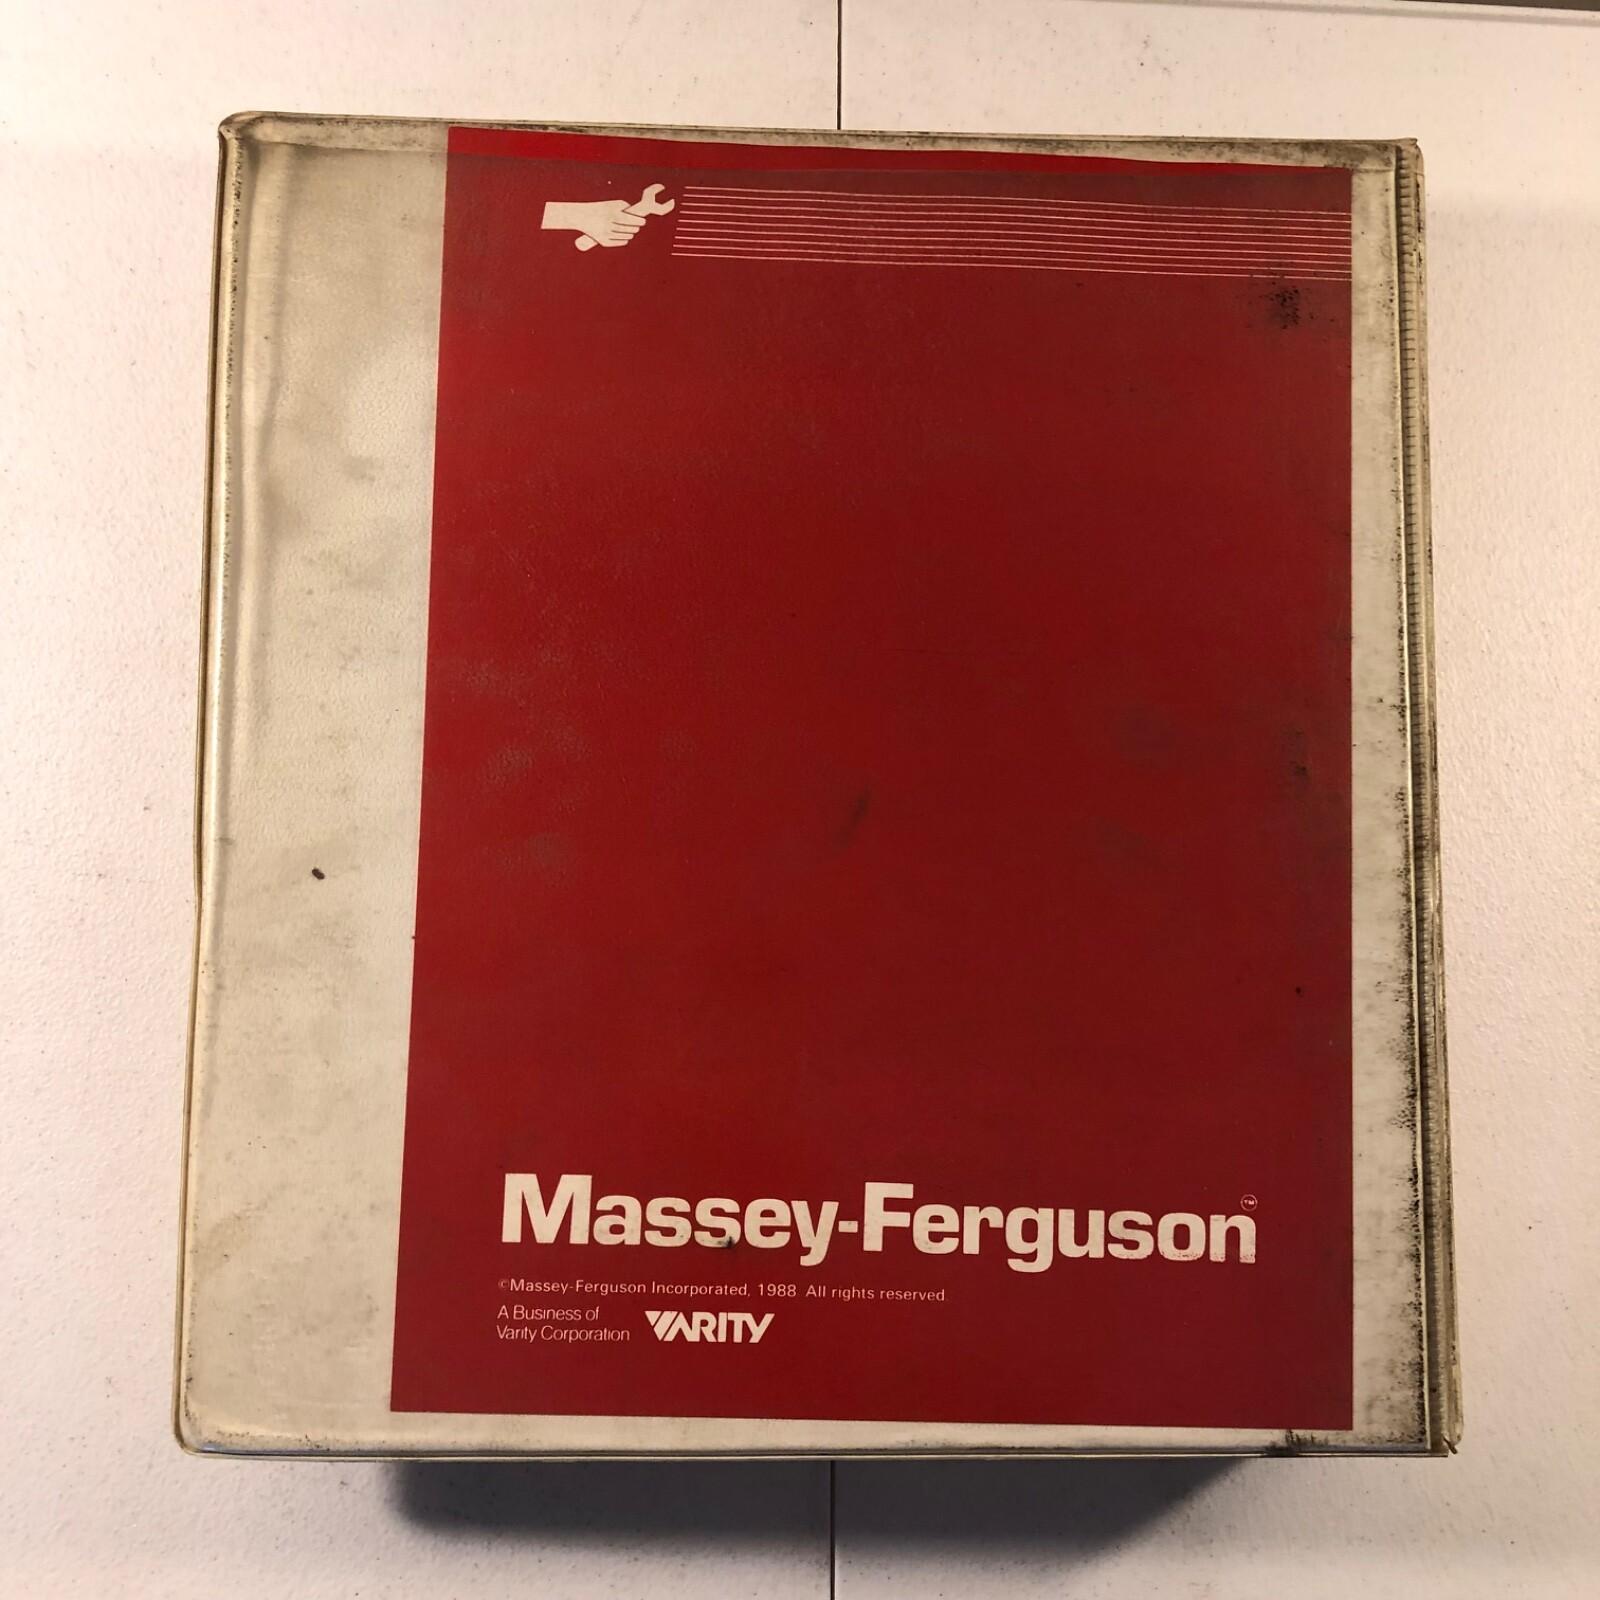 Massey-Ferguson™
©Massey-Ferguson Incorporated, 1988 All rights reserved.
A Business of
Varity Corporation
VARITY